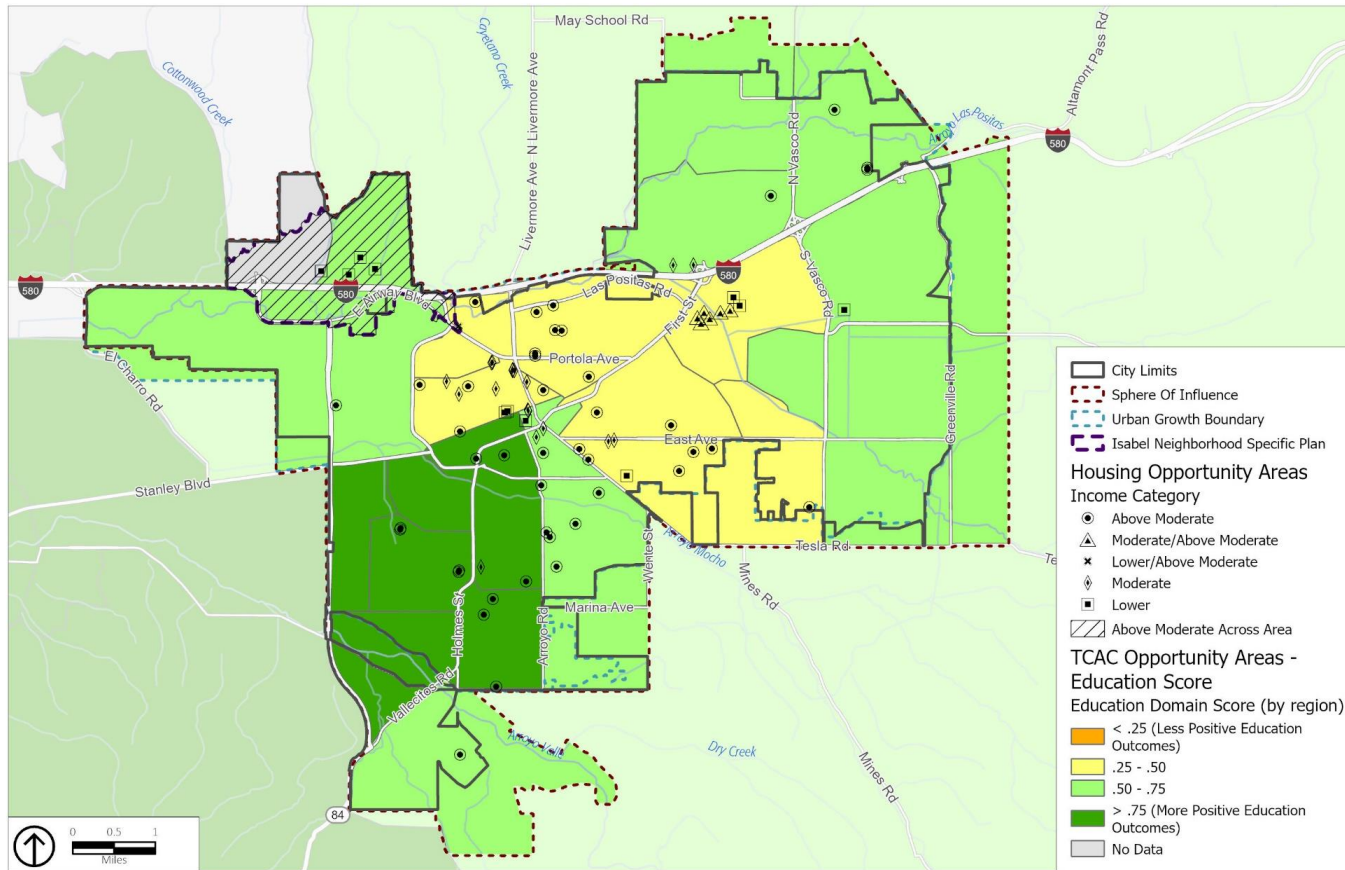 May School Rd
Cayetano Creek
Cottonwood Creek
Livermore Ave
N Livermore Ave
N Vasco Rd
Altamont Pass Rd
Arroyo Las Positas
580
580
580
580
E Airway Blvd
Las Positas Rd
First St
S Vasco Rd
El Charro Rd
Portola Ave
Greenville Rd
East Ave
Stanley Blvd
Tesla Rd
Te
Arroyo Mocho
Wente St
Mines Rd
Marina Ave
Holmes St
Arroyo Rd
Vallecitos Rd
Arroyo Valle
Dry Creek
Mines Rd
84
0 0.5 1
Miles
City Limits
Sphere Of Influence
Urban Growth Boundary
Isabel Neighborhood Specific Plan
Housing Opportunity Areas
Income Category
Above Moderate
Moderate/Above Moderate
Lower/Above Moderate
Moderate
Lower
Above Moderate Across Area
TCAC Opportunity Areas -
Education Score
Education Domain Score (by region)
< .25 (Less Positive Education
Outcomes)
.25 - .50
.50 - .75
> .75 (More Positive Education
Outcomes)
No Data